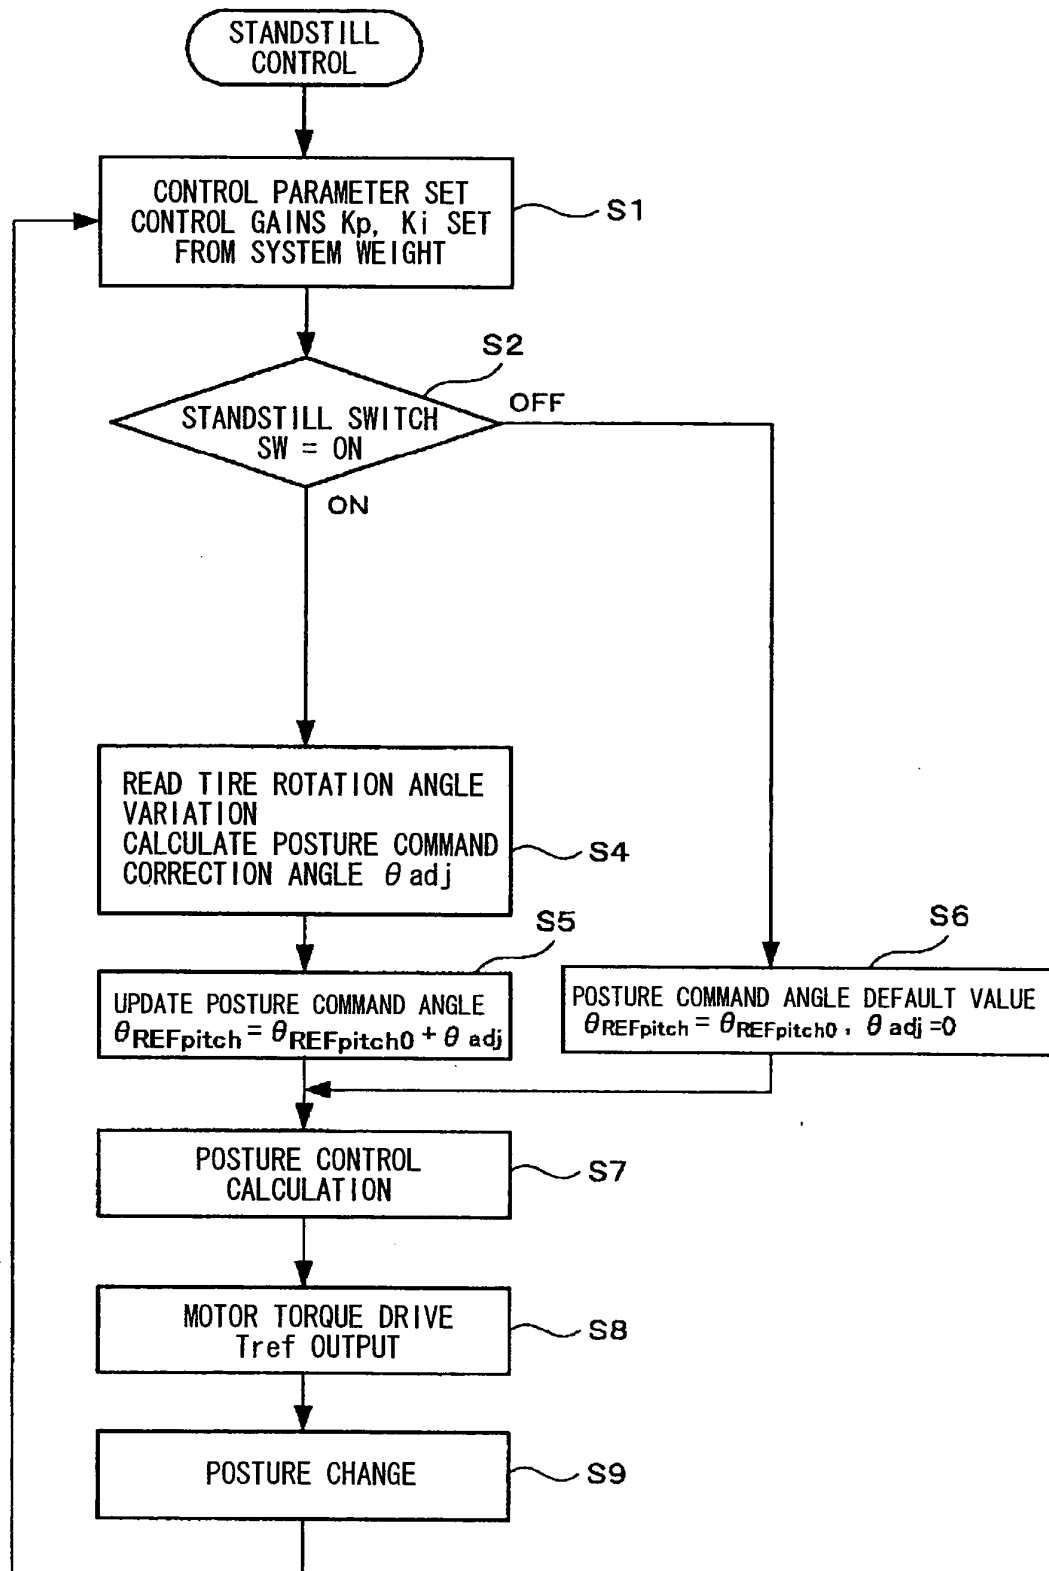 STANDSTILL
CONTROL
CONTROL PARAMETER SET
CONTROL GAINS Kp, Ki SET
FROM SYSTEM WEIGHT
S1
S2
STANDSTILL SWITCH
SW = ON
OFF
ON
READ TIRE ROTATION ANGLE
VARIATION
CALCULATE POSTURE COMMAND
CORRECTION ANGLE θ adj
S4
S5
UPDATE POSTURE COMMAND ANGLE
θREFpitch = θREFpitch0 + θ adj
S6
POSTURE COMMAND ANGLE DEFAULT VALUE
θREFpitch = θREFpitch0, θ adj =0
POSTURE CONTROL
CALCULATION
S7
MOTOR TORQUE DRIVE
Tref OUTPUT
S8
POSTURE CHANGE
S9